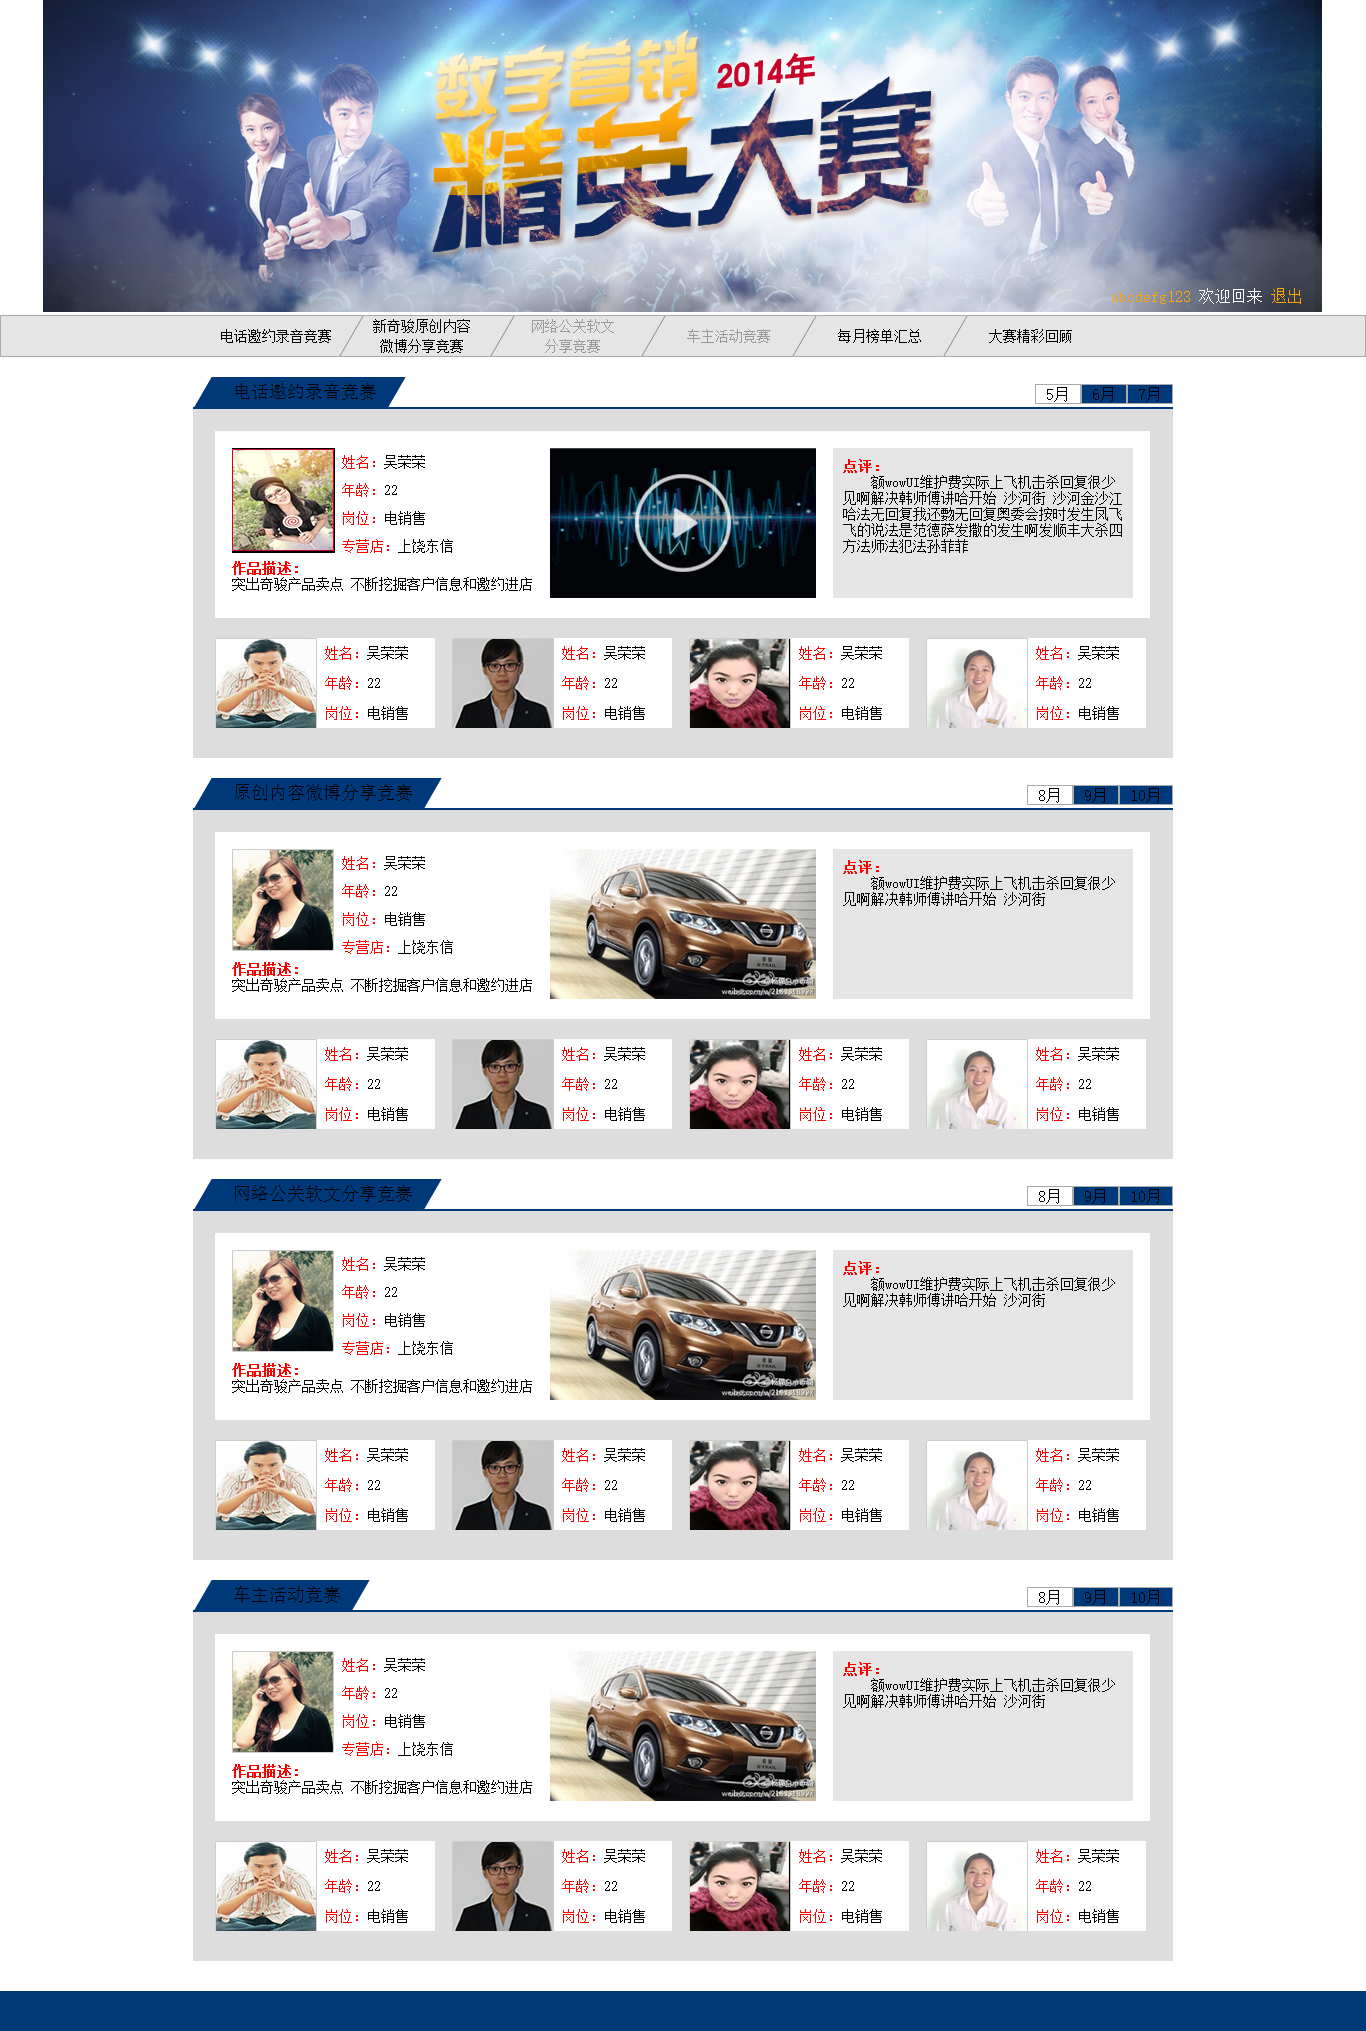 数字营销
2014年
精英大赛
abcdefg123 欢迎回来 退出
电话邀约录音竞赛
新奇骏原创内容
微博分享竞赛
网络公关软文
分享竞赛
车主活动竞赛
每月榜单汇总
大赛精彩回顾
电话邀约录音竞赛
5月 6月 7月
姓名：吴荣荣
年龄：22
岗位：电销售
专营店：上饶东信
作品描述：
突出奇骏产品卖点 不断挖掘客户信息和邀约进店
点评：
额wowUI维护费实际上飞机击杀回复很少
见啊解决韩师傅讲哈开始 沙河街 沙河金沙江
哈法无回复我还勠无回复奥委会按时发生凤飞
飞的说法是范德萨发撒的发生啊发顺丰大杀四
方法师法犯法孙菲菲
姓名：吴荣荣
年龄：22
岗位：电销售
姓名：吴荣荣
年龄：22
岗位：电销售
姓名：吴荣荣
年龄：22
岗位：电销售
姓名：吴荣荣
年龄：22
岗位：电销售
原创内容微博分享竞赛
8月 9月 10月
姓名：吴荣荣
年龄：22
岗位：电销售
专营店：上饶东信
作品描述：
突出奇骏产品卖点 不断挖掘客户信息和邀约进店
点评：
额wowUI维护费实际上飞机击杀回复很少
见啊解决韩师傅讲哈开始 沙河街
姓名：吴荣荣
年龄：22
岗位：电销售
姓名：吴荣荣
年龄：22
岗位：电销售
姓名：吴荣荣
年龄：22
岗位：电销售
姓名：吴荣荣
年龄：22
岗位：电销售
网络公关软文分享竞赛
8月 9月 10月
姓名：吴荣荣
年龄：22
岗位：电销售
专营店：上饶东信
作品描述：
突出奇骏产品卖点 不断挖掘客户信息和邀约进店
点评：
额wowUI维护费实际上飞机击杀回复很少
见啊解决韩师傅讲哈开始 沙河街
姓名：吴荣荣
年龄：22
岗位：电销售
姓名：吴荣荣
年龄：22
岗位：电销售
姓名：吴荣荣
年龄：22
岗位：电销售
姓名：吴荣荣
年龄：22
岗位：电销售
车主活动竞赛
8月 9月 10月
姓名：吴荣荣
年龄：22
岗位：电销售
专营店：上饶东信
作品描述：
突出奇骏产品卖点 不断挖掘客户信息和邀约进店
点评：
额wowUI维护费实际上飞机击杀回复很少
见啊解决韩师傅讲哈开始 沙河街
姓名：吴荣荣
年龄：22
岗位：电销售
姓名：吴荣荣
年龄：22
岗位：电销售
姓名：吴荣荣
年龄：22
岗位：电销售
姓名：吴荣荣
年龄：22
岗位：电销售